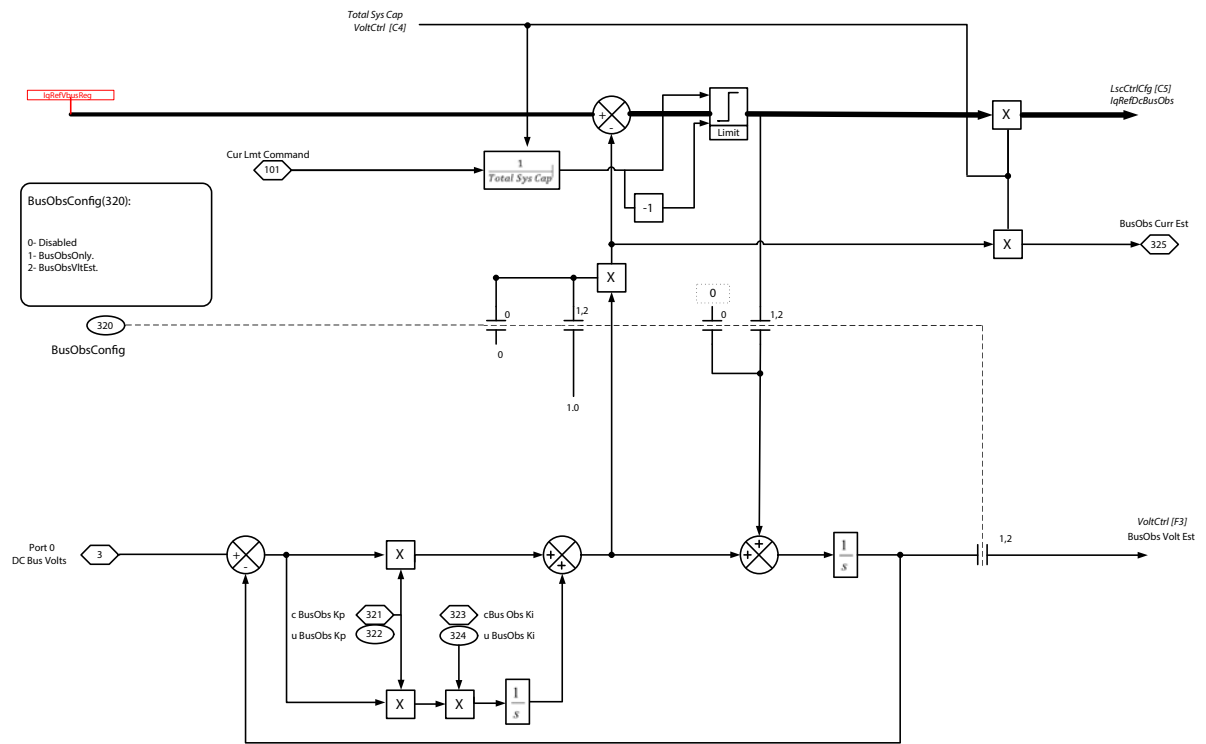 Total Sys Cap
VoltCtrl [C4]
IqRefVbusReg
LscCtrlCfg [C5]
IqRefDcBusObs
+
-
X
Limit
Cur Lmt Command
101
1
Total Sys Cap
-1
BusObsConfig(320):
0- Disabled
1- BusObsOnly.
2- BusObsVltEst.
BusObs Curr Est
X
325
X
0
320
0
1,2
0
1,2
BusObsConfig
0
1.0
VoltCtrl [F3]
BusObs Volt Est
1,2
Port 0
DC Bus Volts
3
+
-
X
+
+
+
+
1
s
c BusObs Kp
321
323
cBus Obs Ki
u BusObs Kp
322
324
u BusObs Ki
X
X
1
s